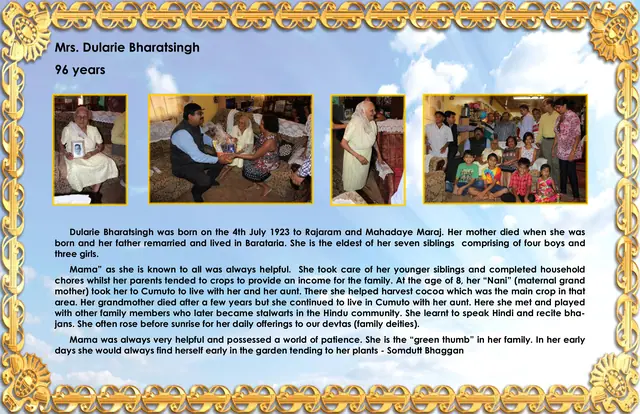 Mrs. Dularie Bharatsingh
96 years
Dularie Bharatsingh was born on the 4th July 1923 to Rajaram and Mahadaye Maraj. Her mother died when she was
born and her father remarried and lived in Barataria. She is the eldest of her seven siblings comprising of four boys and
three girls.
Mama" as she is known to all was always helpful. She took care of her younger siblings and completed household
chores whilst her parents tended to crops to provide an income for the family. At the age of 8, her “Nani” (maternal grand
mother) took her to Cumuto to live with her and her aunt. There she helped harvest cocoa which was the main crop in that
area. Her grandmother died after a few years but she continued to live in Cumuto with her aunt. Here she met and played
with other family members who later became stalwarts in the Hindu community. She learnt to speak Hindi and recite bha-
jans. She often rose before sunrise for her daily offerings to our devtas (family deities).
Mama was always very helpful and possessed a world of patience. She is the “green thumb” in her family. In her early
days she would always find herself early in the garden tending to her plants - Somdutt Bhaggan